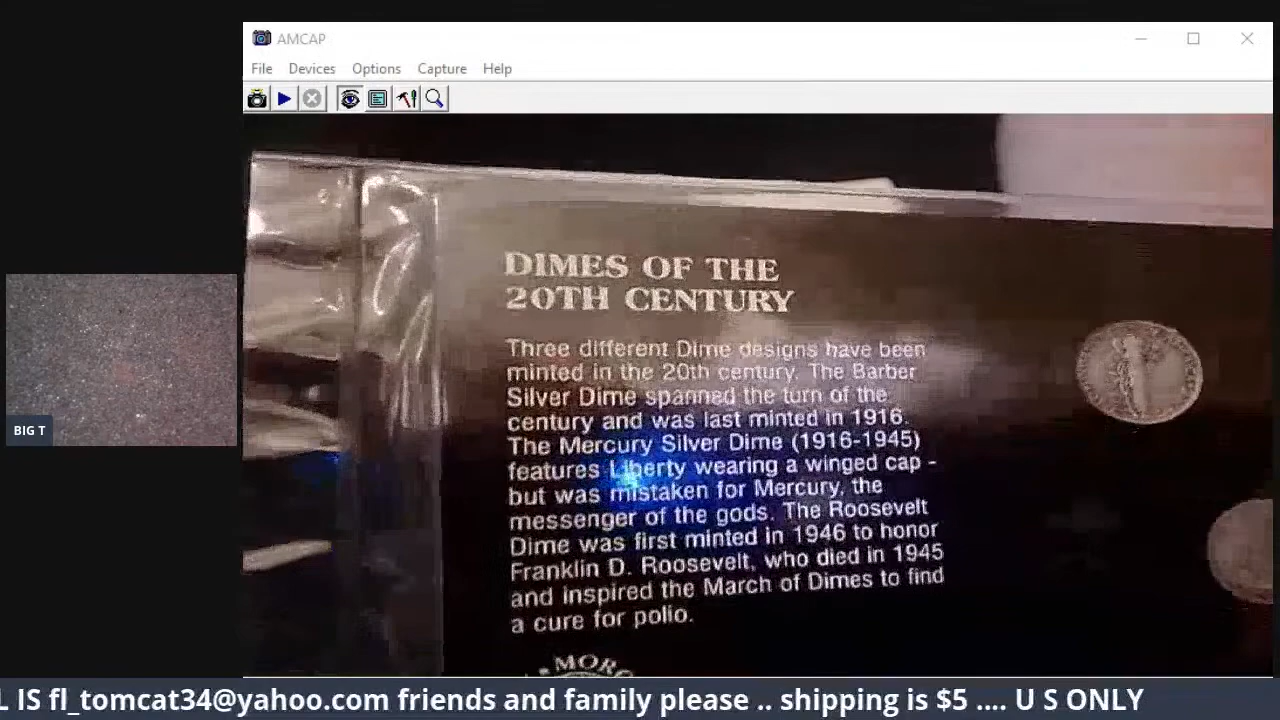 AMCAP
File Devices Options Capture Help
DIMES OF THE
20TH CENTURY
Three different Dime designs have been
minted in the 20th century. The Barber
Silver Dime spanned the turn of the
century and was last minted in 1916.
The Mercury Silver Dime (1916-1945)
features Liberty wearing a winged cap -
but was mistaken for Mercury, the
messenger of the gods. The Roosevelt
Dime was first minted in 1946 to honor
Franklin D. Roosevelt, who died in 1945
and inspired the March of Dimes to find
a cure for polio.
BIG T
L IS fl_tomcat34@yahoo.com friends and family please .. shipping is $5 .... U S ONLY